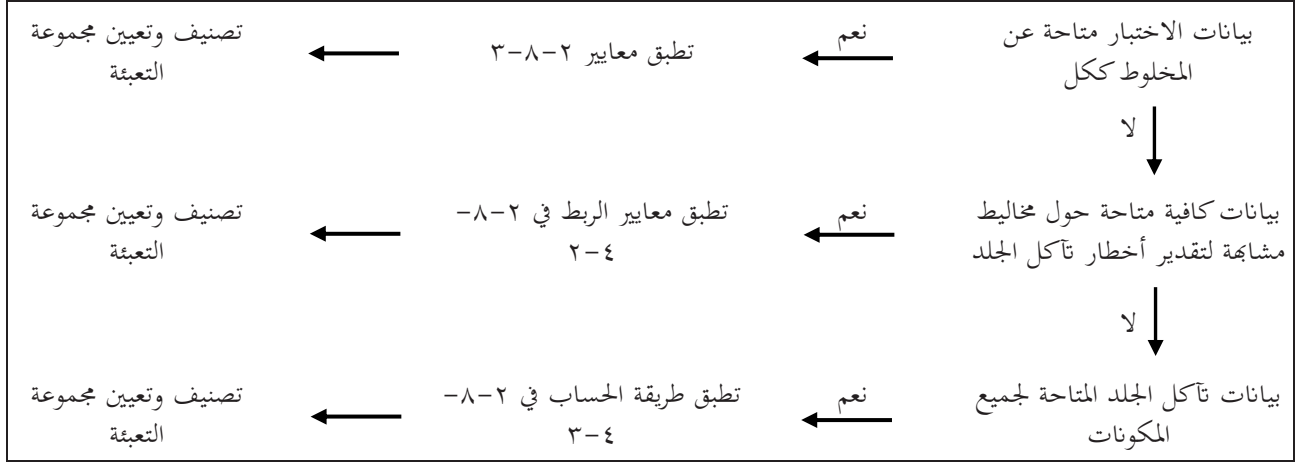 بيانات الاختبار متاحة عن
المخلوط ككل
نعم
تطبق معايير ٢-٨-٣
تصنيف وتعيين مجموعة
التعبئة
لا
بيانات كافية متاحة حول مخاليط
مشابهة لتقدير أخطار تآكل الجلد
نعم
تطبق معايير الربط في ٢-٨-
٤-٢
تصنيف وتعيين مجموعة
التعبئة
لا
بيانات تآكل الجلد المتاحة لجميع
المكونات
نعم
تطبق طريقة الحساب في ٢-٨-
٤-٣
تصنيف وتعيين مجموعة
التعبئة